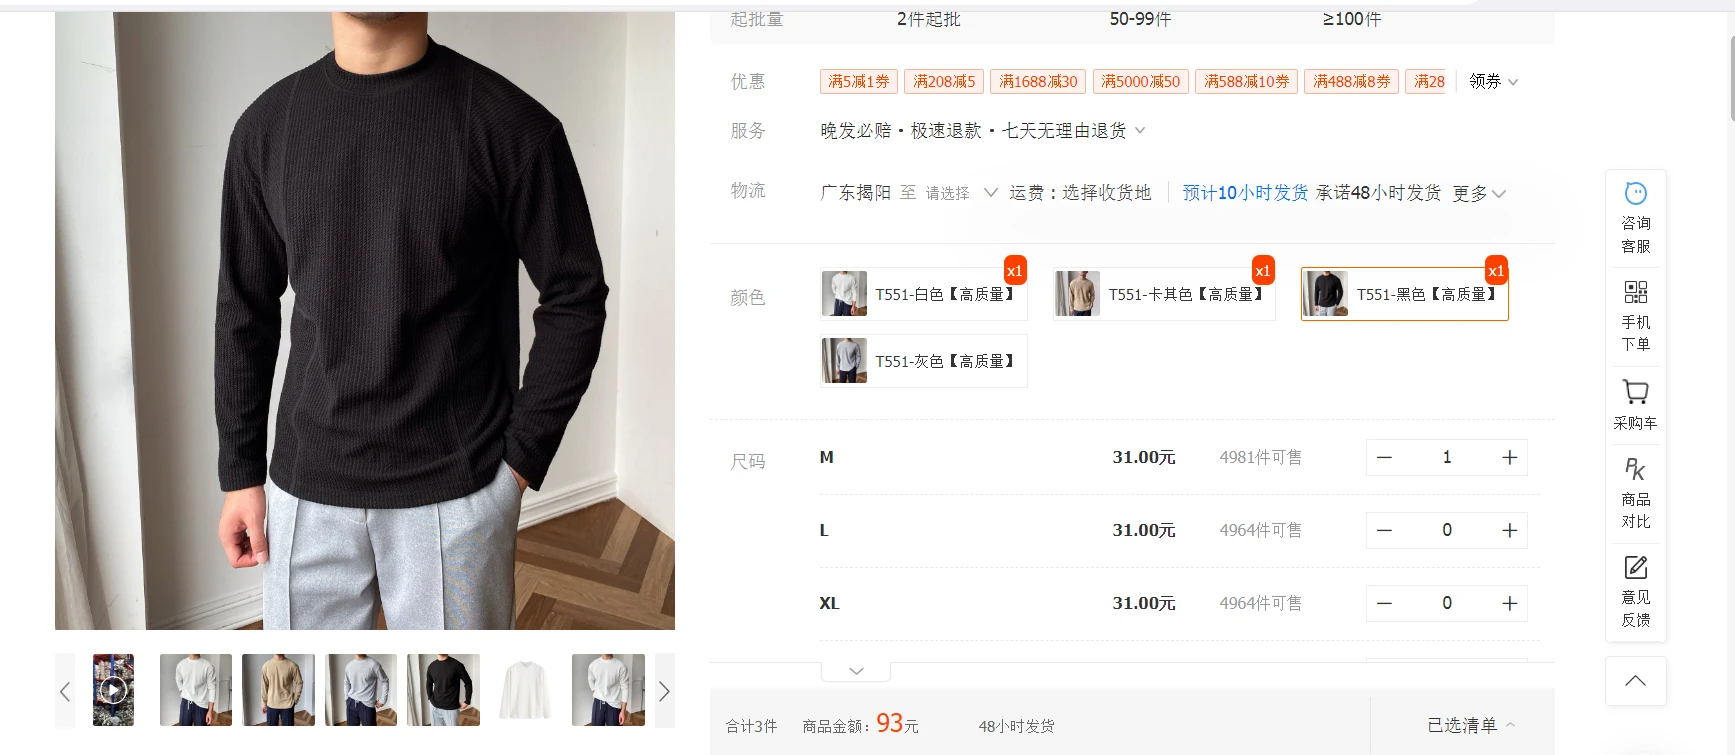 起批量 2件起批 50-99件 ≥100件
优惠 满5减1券 满208减5 满1688减30 满5000减50 满588减10券 满488减8券 满28 领券
服务 晚发必赔·极速退款·七天无理由退货
物流 广东揭阳 至 请选择 运费：选择收货地 预计10小时发货 承诺48小时发货 更多
颜色 T551-白色【高质量】 x1 T551-卡其色【高质量】 x1 T551-黑色【高质量】 x1
T551-灰色【高质量】
尺码 M 31.00元 4981件可售 1
L 31.00元 4964件可售 0
XL 31.00元 4964件可售 0
合计3件 商品金额：93元 48小时发货 已选清单
咨询
客服
手机
下单
采购车
PK
商品
对比
意见
反馈